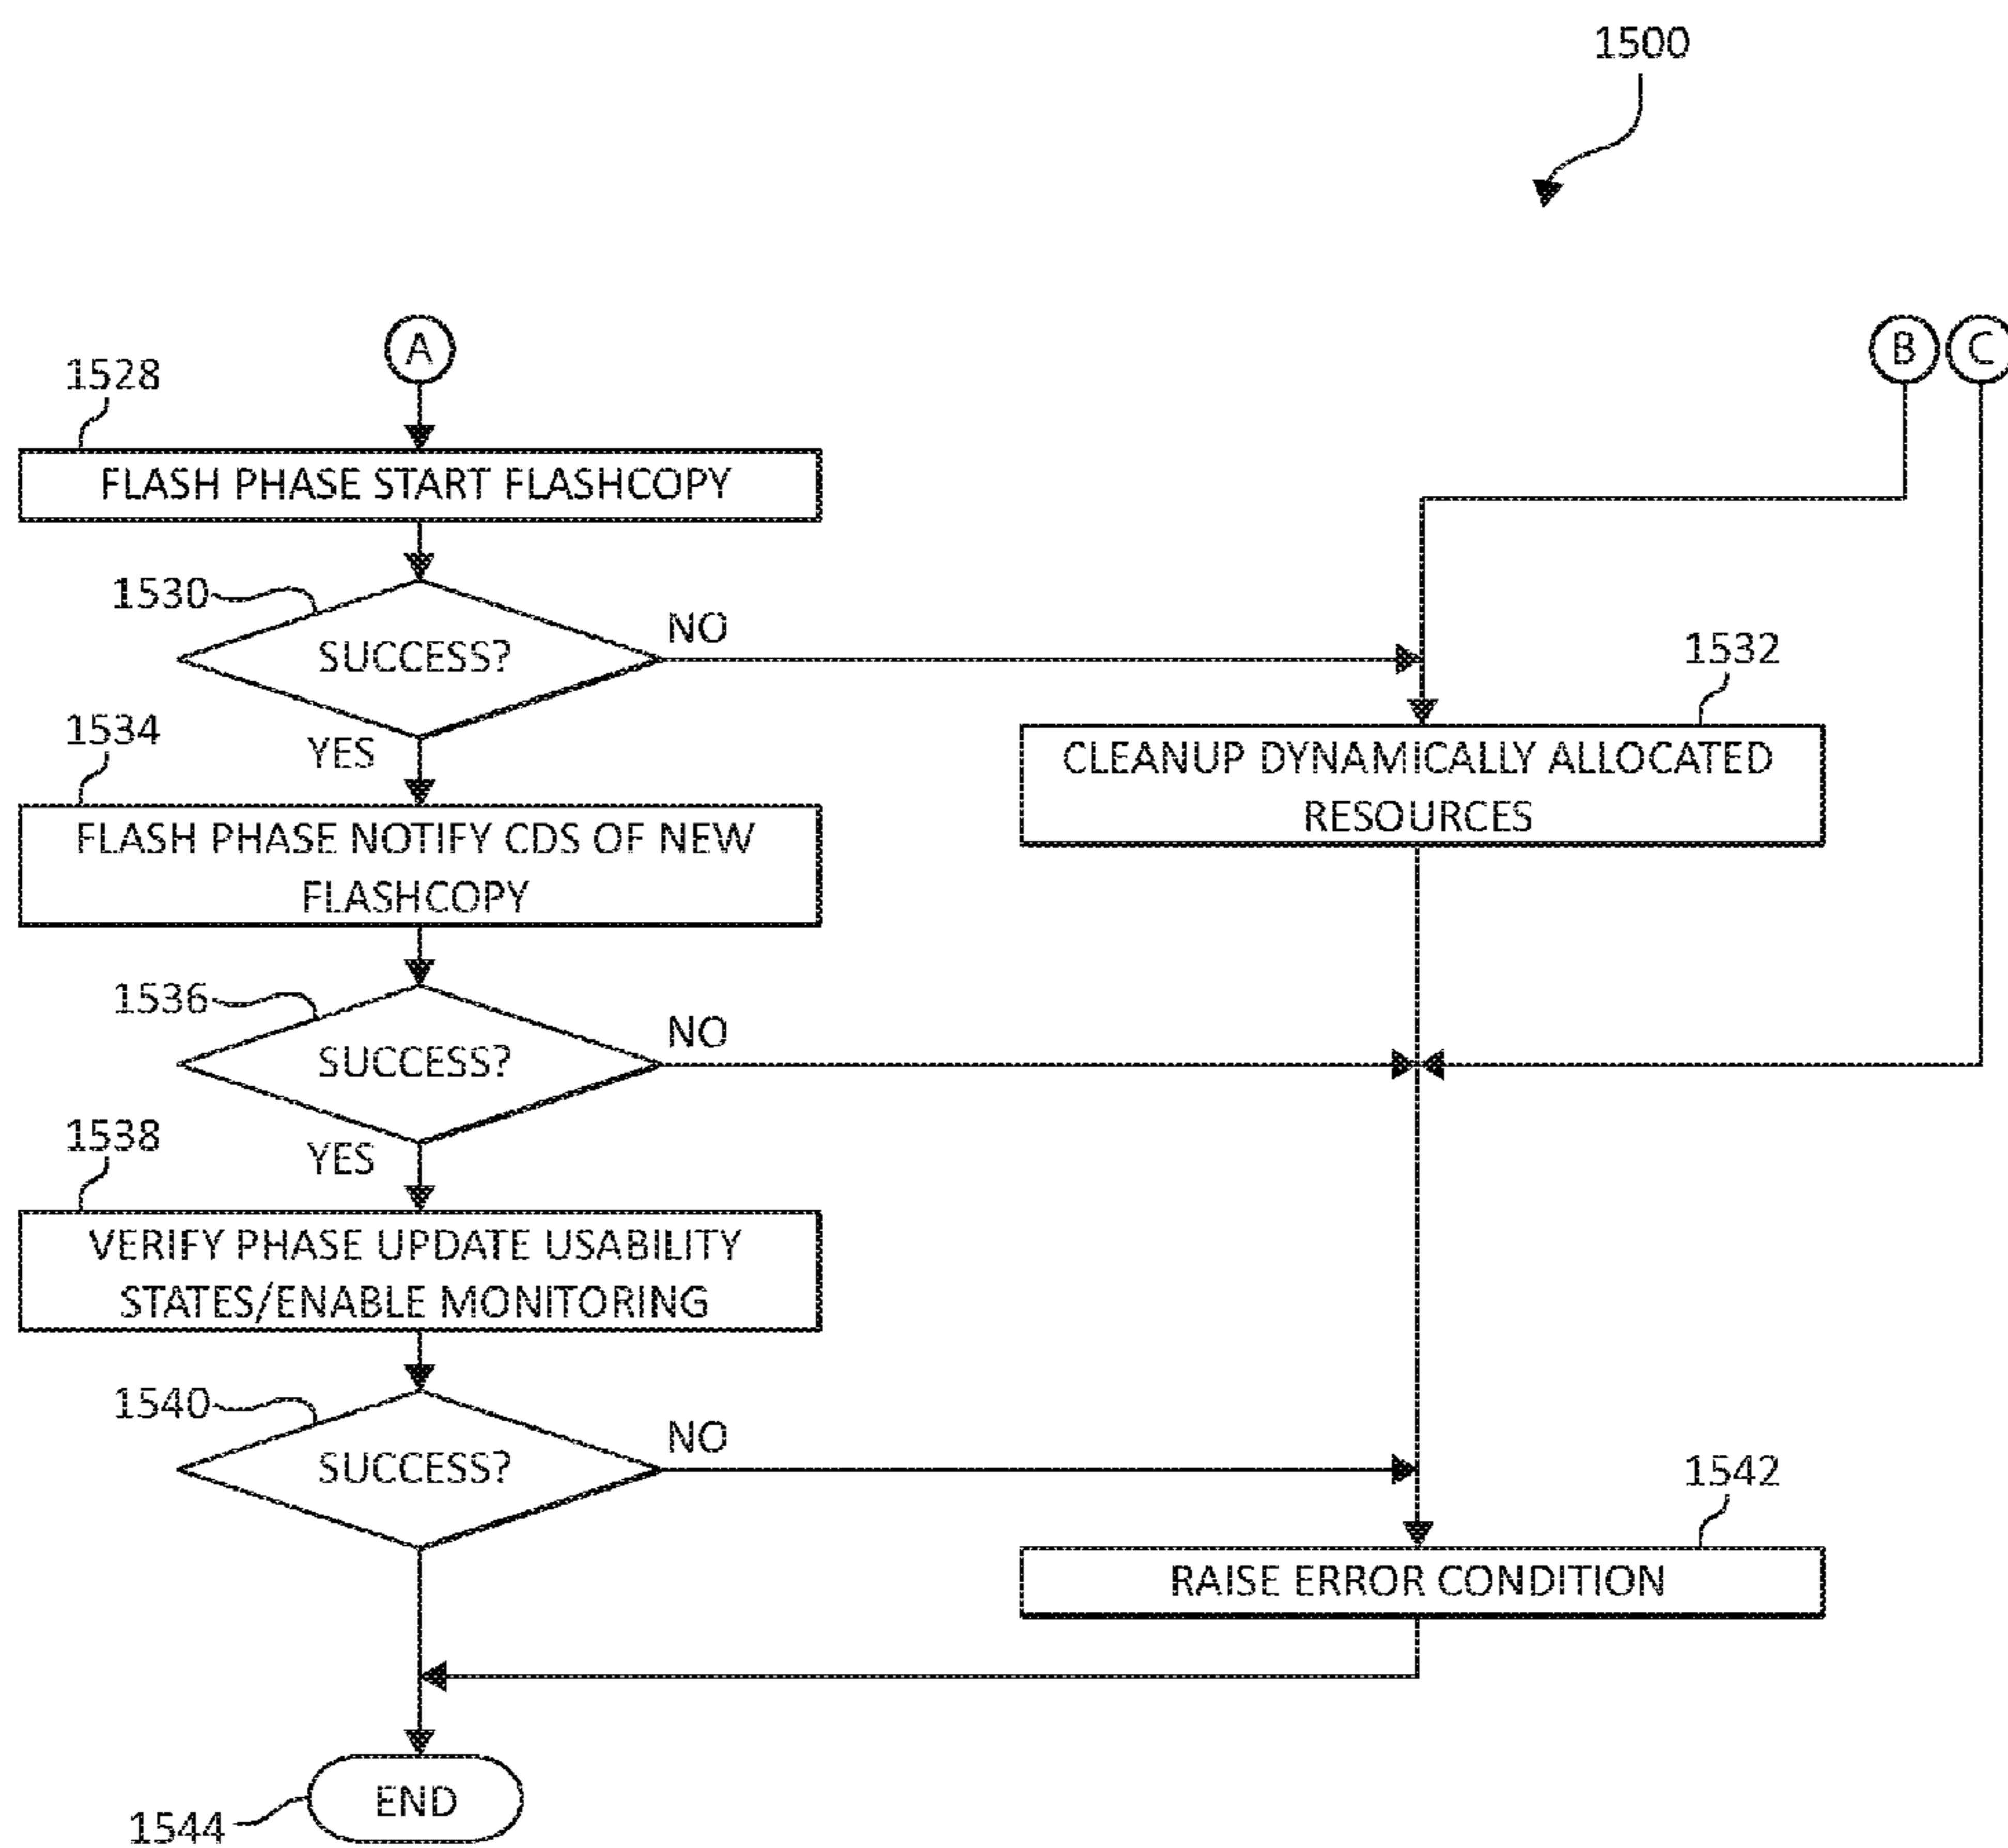 1500
A
B
C
1528
FLASH PHASE START FLASHCOPY
1530
SUCCESS?
NO
1532
YES
1534
CLEANUP DYNAMICALLY ALLOCATED
RESOURCES
FLASH PHASE NOTIFY CDS OF NEW
FLASHCOPY
1536
SUCCESS?
NO
YES
1538
VERIFY PHASE UPDATE USABILITY
STATES/ENABLE MONITORING
1540
SUCCESS?
NO
1542
RAISE ERROR CONDITION
END
1544